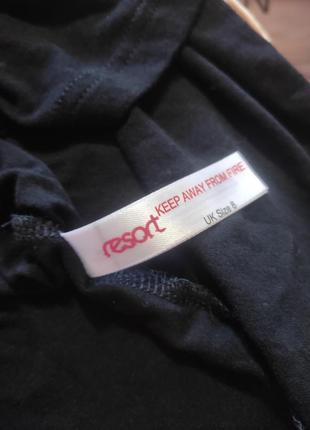 resort
KEEP AWAY FROM FIRE
UK Size 8